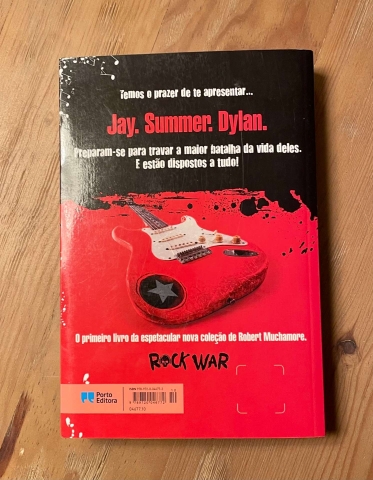 Temos o prazer de te apresentar...
Jay. Summer. Dylan.
Preparam-se para travar a maior batalha da vida deles.
E estão dispostos a tudo!
O primeiro livro da espetacular nova coleção de Robert Muchamore.
ROCK WAR
Porto
Editora
ISBN